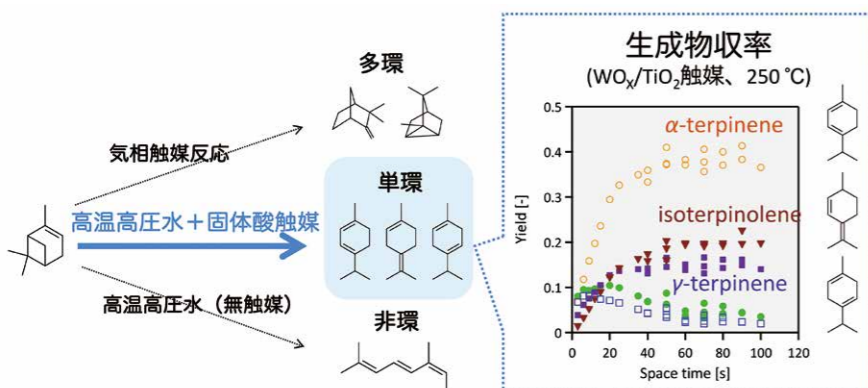 多環
気相触媒反応
高温高圧水+固体酸触媒
単環
高温高圧水(無触媒)
非環
生成物収率
(WOX/TiO2触媒、250 ℃)
0.5
0.4
0.3
0.2
0.1
0
Yield [-]
α-terpinene
isoterpinolene
γ-terpinene
0 20 40 60 80 100 120
Space time [s]